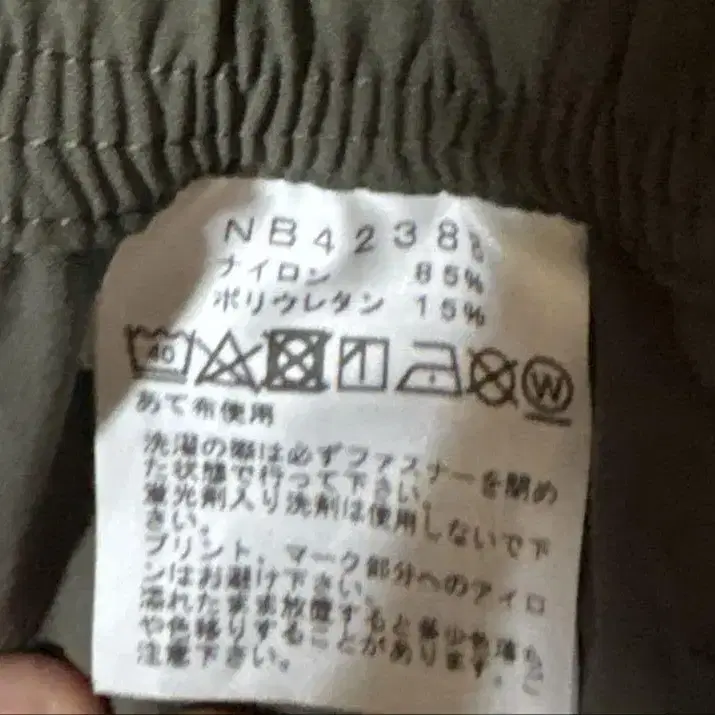 NB4238
ナイロン 85%
ポリウレタン 15%
40
W
あて布使用
洗濯の際は必ずファスナーを閉め
た状態で行って下さい。
蛍光剤入り洗剤は使用しないで下
さい。
プリント、マーク部分へのアイロ
ンはお避け下さい。
濡れたまま放置すると多少色落ち
や色移りすることがあります。ご
注意下さい。